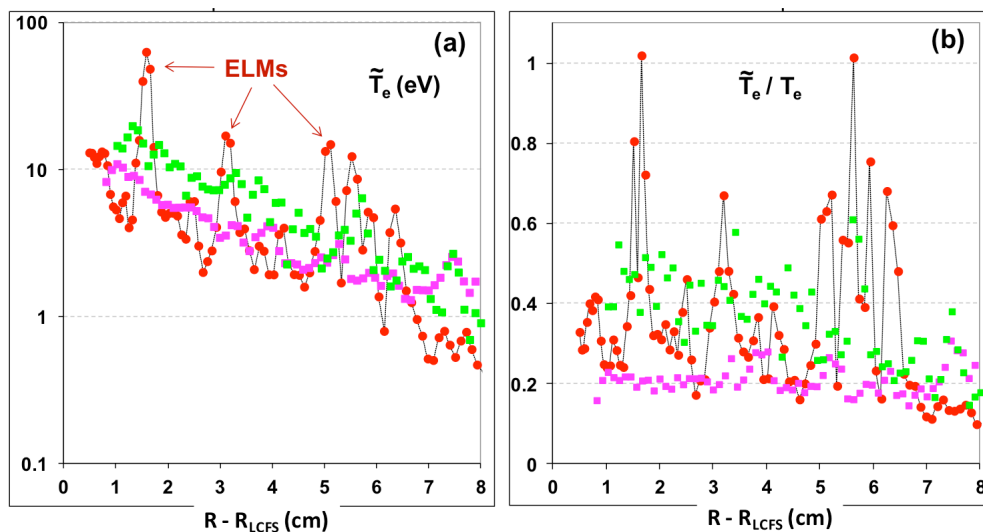 (a)
ELMs
T̃e (eV)
100
10
1
0.1
0 1 2 3 4 5 6 7 8
R - RLCFS (cm)
(b)
T̃e / Te
1
0.8
0.6
0.4
0.2
0
0 1 2 3 4 5 6 7 8
R - RLCFS (cm)